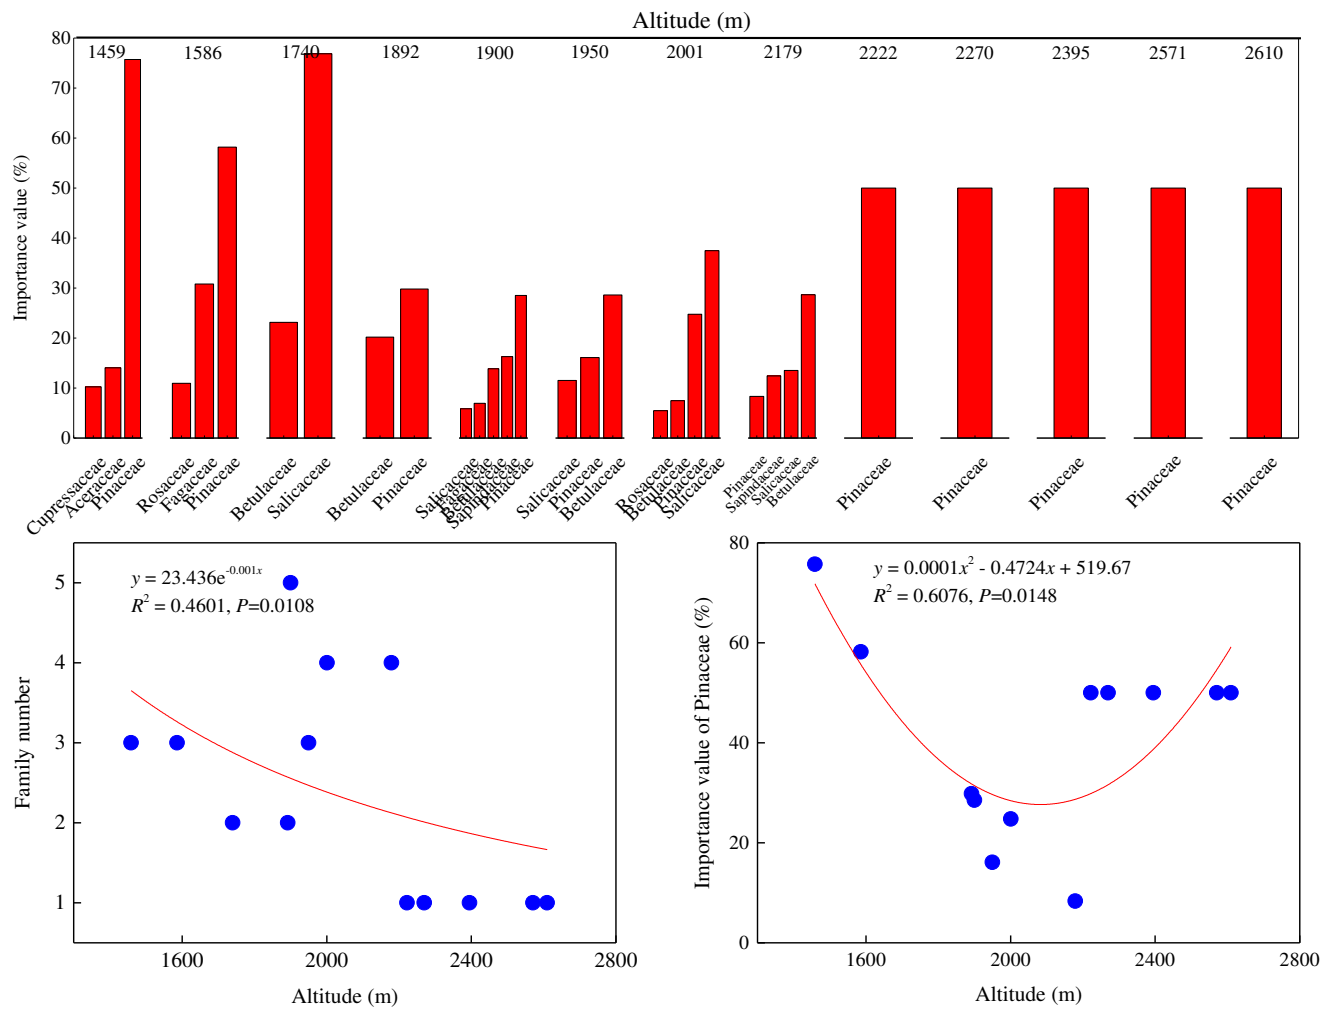 Altitude (m)
1459 1586 1740 1892 1900 1950 2001 2179 2222 2270 2395 2571 2610
80
70
60
50
40
30
20
10
0
Importance value (%)
Cupressaceae Aceraceae Pinaceae Rosaceae Fagaceae Pinaceae Betulaceae Salicaceae Betulaceae Pinaceae Salicaceae Fagaceae Betulaceae Sapindaceae Pinaceae Salicaceae Pinaceae Betulaceae Rosaceae Betulaceae Pinaceae Salicaceae Pinaceae Sapindaceae Salicaceae Betulaceae Pinaceae Pinaceae Pinaceae Pinaceae Pinaceae
y = 23.436e^-0.001x
R² = 0.4601, P=0.0108
5
4
3
2
1
Family number
1600 2000 2400 2800
Altitude (m)
y = 0.0001x² - 0.4724x + 519.67
R² = 0.6076, P=0.0148
80
60
40
20
0
Importance value of Pinaceae (%)
1600 2000 2400 2800
Altitude (m)